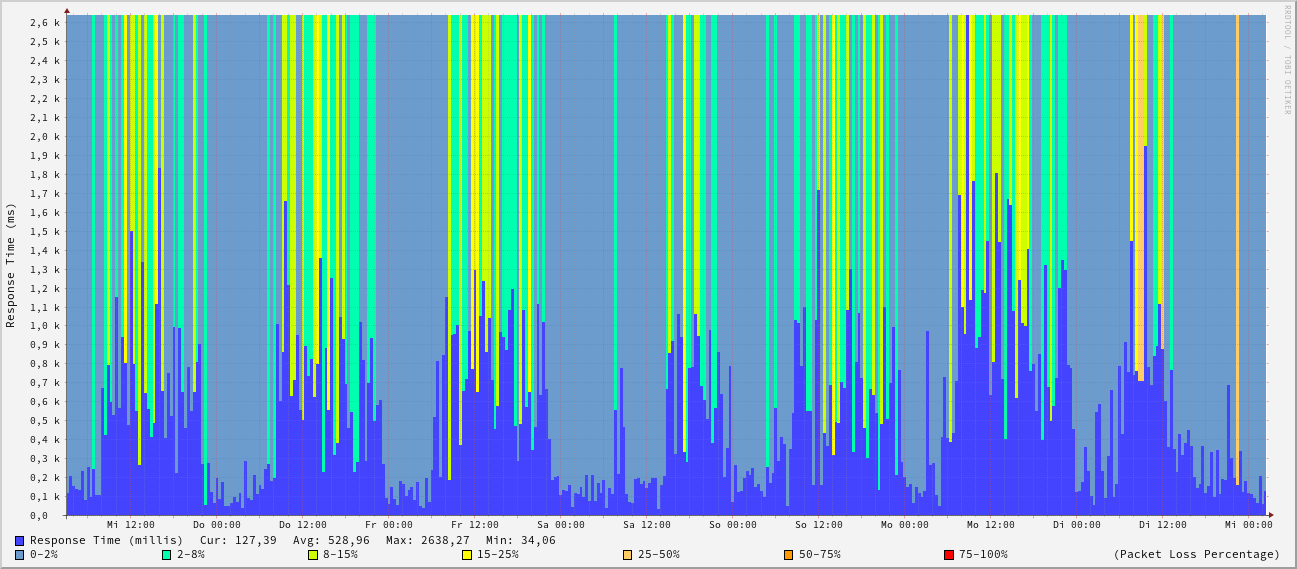 RRDTOOL / TOBI OETIKER
Response Time (ms)
2,6 k
2,5 k
2,4 k
2,3 k
2,2 k
2,1 k
2,0 k
1,9 k
1,8 k
1,7 k
1,6 k
1,5 k
1,4 k
1,3 k
1,2 k
1,1 k
1,0 k
0,9 k
0,8 k
0,7 k
0,6 k
0,5 k
0,4 k
0,3 k
0,2 k
0,1 k
0,0
Mi 12:00 Do 00:00 Do 12:00 Fr 00:00 Fr 12:00 Sa 00:00 Sa 12:00 So 00:00 So 12:00 Mo 00:00 Mo 12:00 Di 00:00 Di 12:00 Mi 00:00
Response Time (millis) Cur: 127,39 Avg: 528,96 Max: 2638,27 Min: 34,06
0-2% 2-8% 8-15% 15-25% 25-50% 50-75% 75-100% (Packet Loss Percentage)